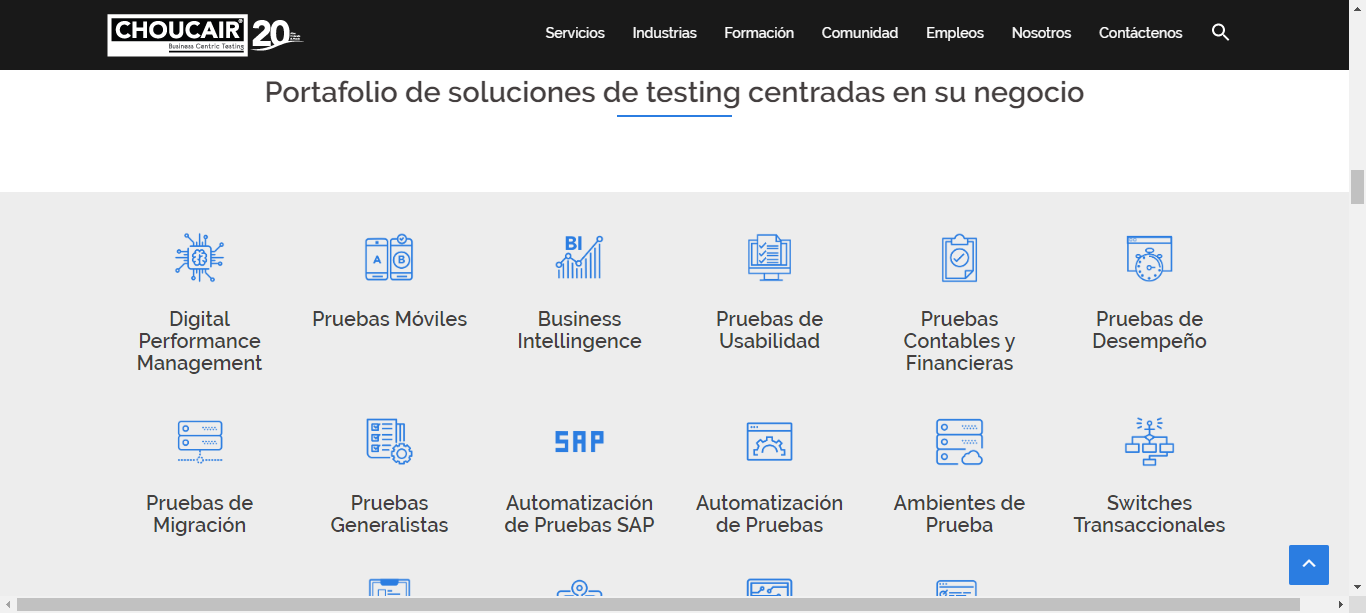 CHOUCAIR
Business Centric Testing
20
Servicios
Industrias
Formación
Comunidad
Empleos
Nosotros
Contáctenos
Portafolio de soluciones de testing centradas en su negocio
A
B
BI
Digital
Performance
Management
Pruebas Móviles
Business
Intellingence
Pruebas de
Usabilidad
Pruebas
Contables y
Financieras
Pruebas de
Desempeño
SAP
Pruebas de
Migración
Pruebas
Generalistas
Automatización
de Pruebas SAP
Automatización
de Pruebas
Ambientes de
Prueba
Switches
Transaccionales